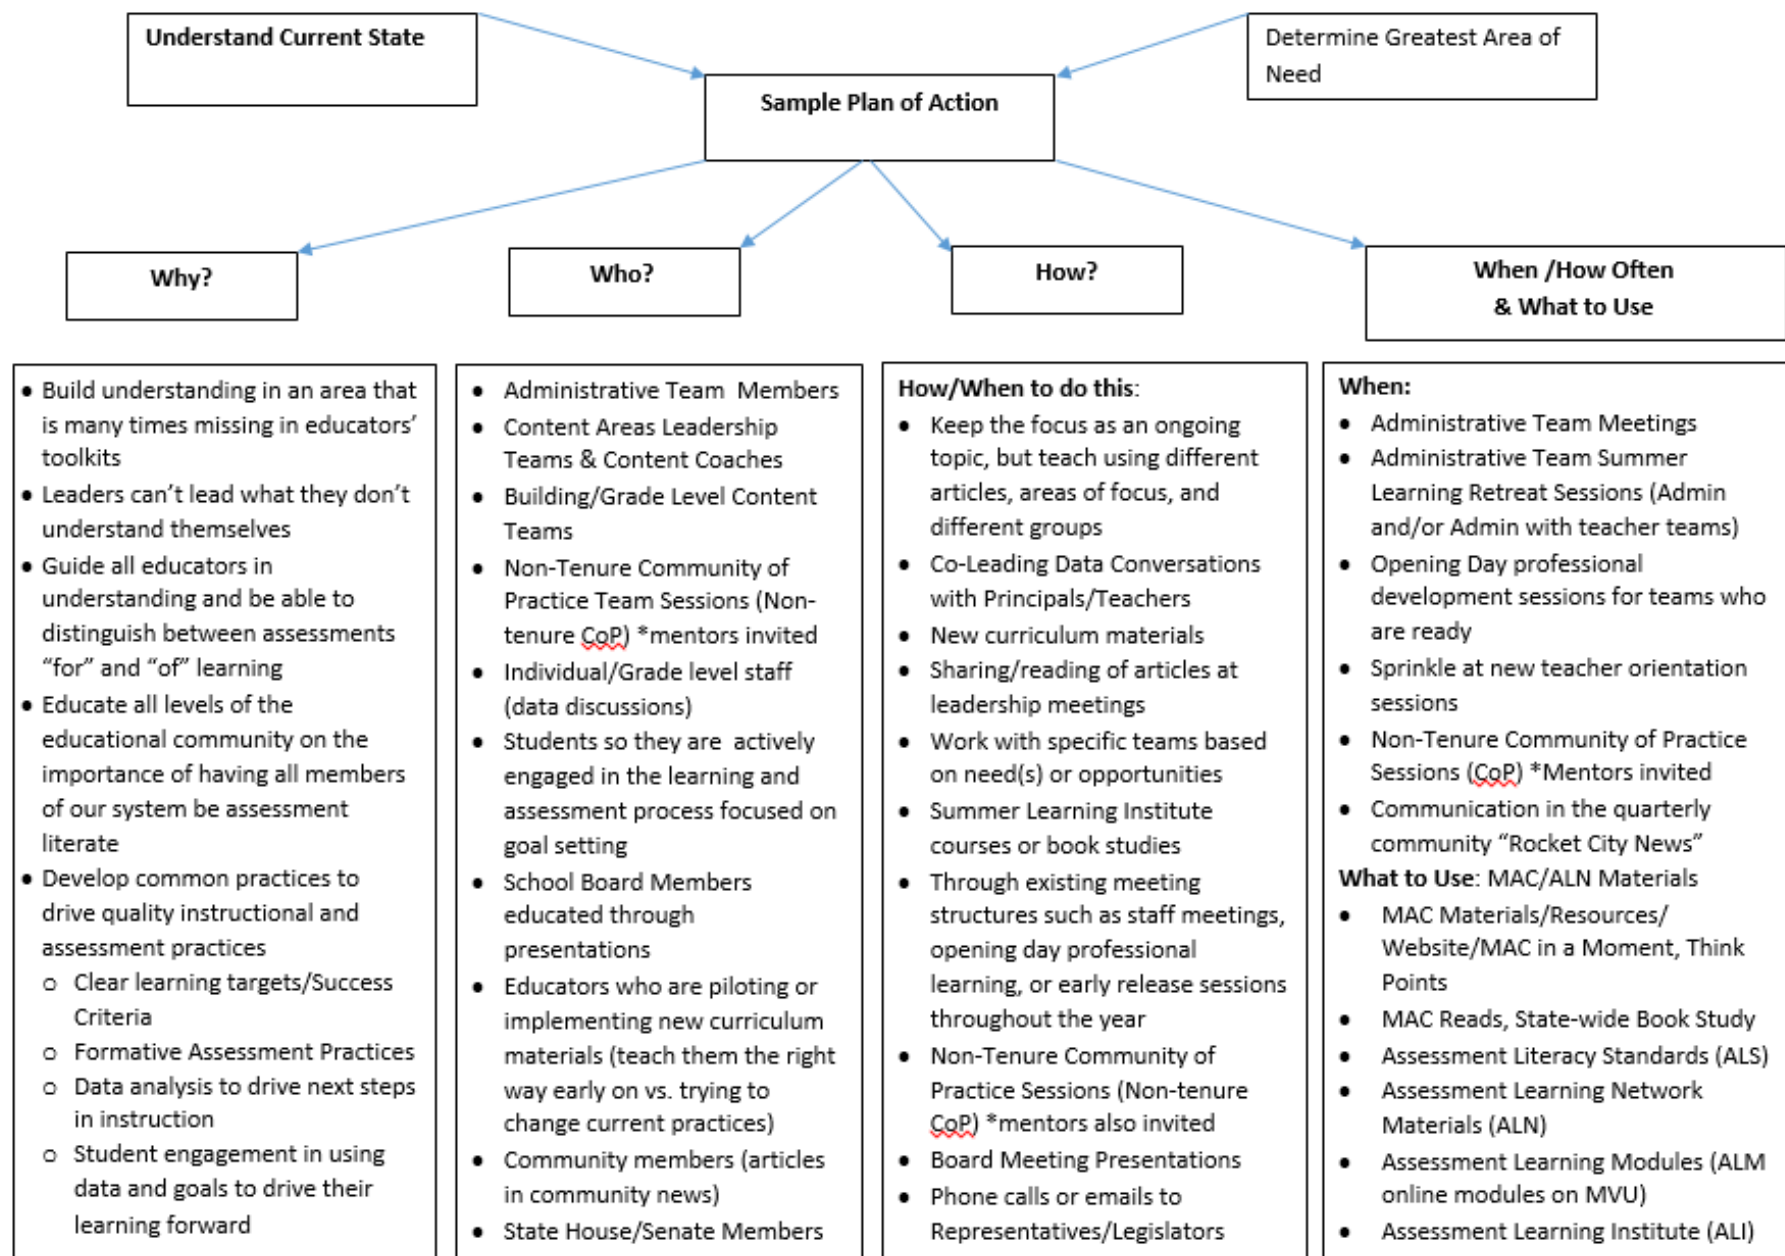 Understand Current State
Determine Greatest Area of
Need
Sample Plan of Action
Why?
Who?
How?
When /How Often
& What to Use
• Build understanding in an area that
is many times missing in educators’
toolkits
• Leaders can’t lead what they don’t
understand themselves
• Guide all educators in
understanding and be able to
distinguish between assessments
“for” and “of” learning
• Educate all levels of the
educational community on the
importance of having all members
of our system be assessment
literate
• Develop common practices to
drive quality instructional and
assessment practices
o Clear learning targets/Success
Criteria
o Formative Assessment Practices
o Data analysis to drive next steps
in instruction
o Student engagement in using
data and goals to drive their
learning forward
• Administrative Team Members
• Content Areas Leadership
Teams & Content Coaches
• Building/Grade Level Content
Teams
• Non-Tenure Community of
Practice Team Sessions (Non-
tenure CoP) *mentors invited
• Individual/Grade level staff
(data discussions)
• Students so they are actively
engaged in the learning and
assessment process focused on
goal setting
• School Board Members
educated through
presentations
• Educators who are piloting or
implementing new curriculum
materials (teach them the right
way early on vs. trying to
change current practices)
• Community members (articles
in community news)
• State House/Senate Members
How/When to do this:
• Keep the focus as an ongoing
topic, but teach using different
articles, areas of focus, and
different groups
• Co-Leading Data Conversations
with Principals/Teachers
• New curriculum materials
• Sharing/reading of articles at
leadership meetings
• Work with specific teams based
on need(s) or opportunities
• Summer Learning Institute
courses or book studies
• Through existing meeting
structures such as staff meetings,
opening day professional
learning, or early release sessions
throughout the year
• Non-Tenure Community of
Practice Sessions (Non-tenure
CoP) *mentors also invited
• Board Meeting Presentations
• Phone calls or emails to
Representatives/Legislators
When:
• Administrative Team Meetings
• Administrative Team Summer
Learning Retreat Sessions (Admin
and/or Admin with teacher teams)
• Opening Day professional
development sessions for teams who
are ready
• Sprinkle at new teacher orientation
sessions
• Non-Tenure Community of Practice
Sessions (CoP) *Mentors invited
• Communication in the quarterly
community “Rocket City News”
What to Use: MAC/ALN Materials
• MAC Materials/Resources/
Website/MAC in a Moment, Think
Points
• MAC Reads, State-wide Book Study
• Assessment Literacy Standards (ALS)
• Assessment Learning Network
Materials (ALN)
• Assessment Learning Modules (ALM
online modules on MVU)
• Assessment Learning Institute (ALI)